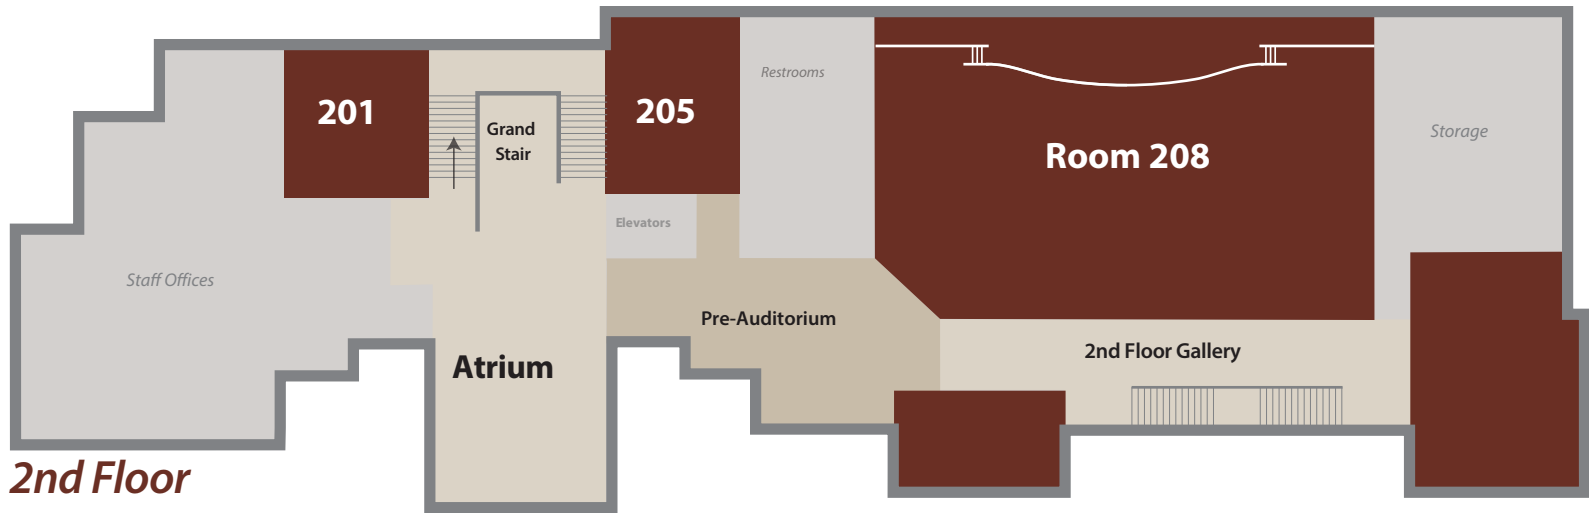 201
Grand
Stair
205
Restrooms
Room 208
Storage
Elevators
Staff Offices
Pre-Auditorium
Atrium
2nd Floor Gallery
2nd Floor